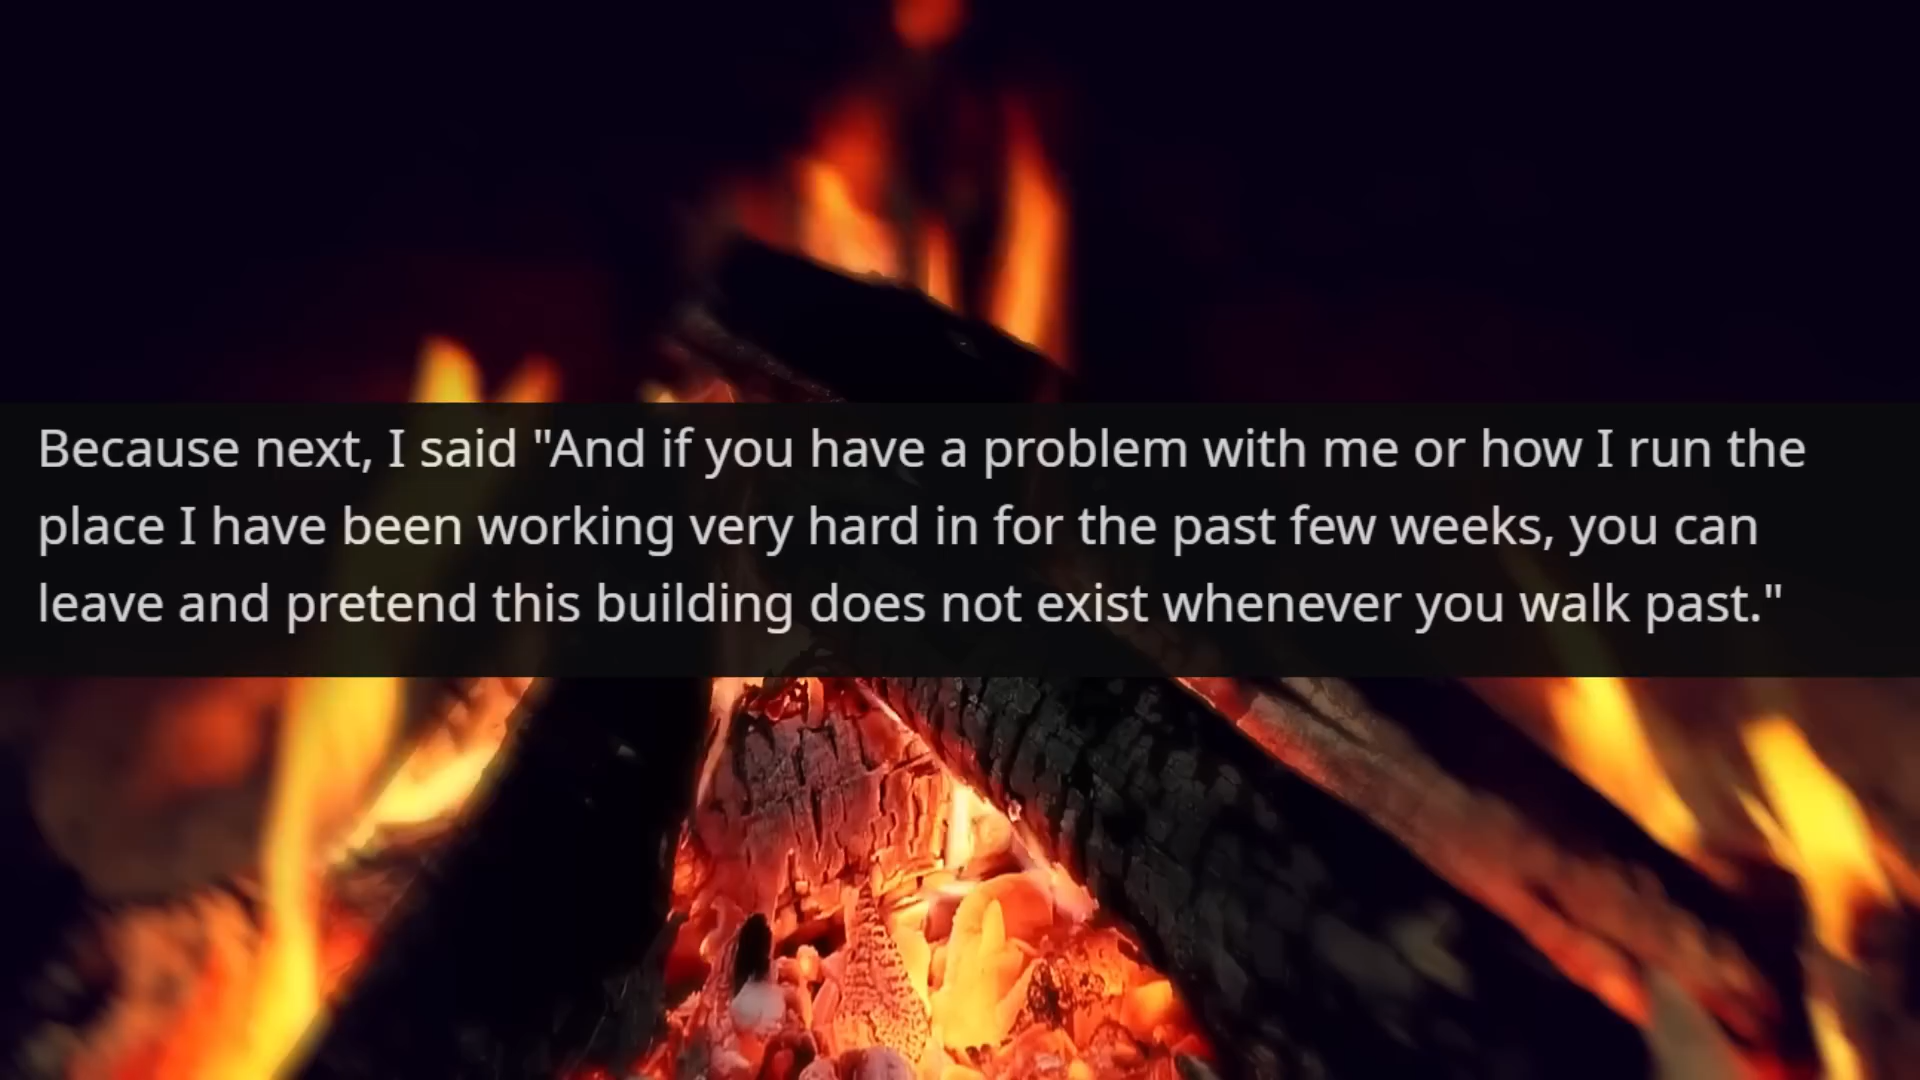 Because next, I said "And if you have a problem with me or how I run the
place I have been working very hard in for the past few weeks, you can
leave and pretend this building does not exist whenever you walk past."